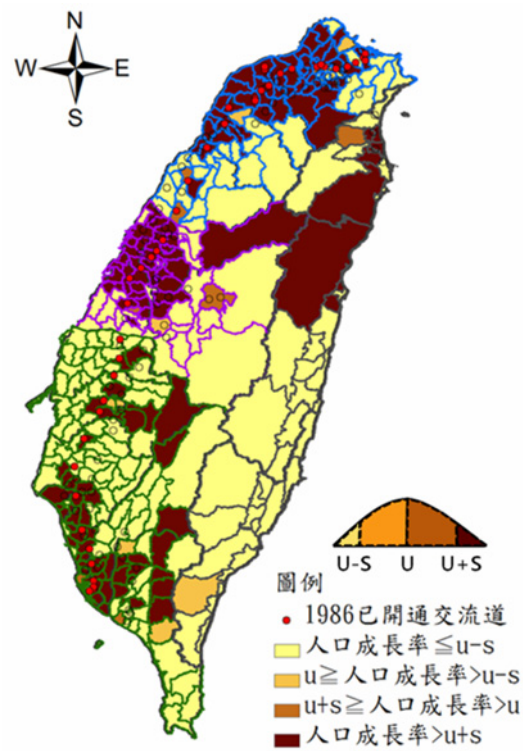 N
W E
S
U-S U U+S
圖例
1986已開通交流道
人口成長率≦u-s
u≧人口成長率>u-s
u+s≧人口成長率>u
人口成長率>u+s